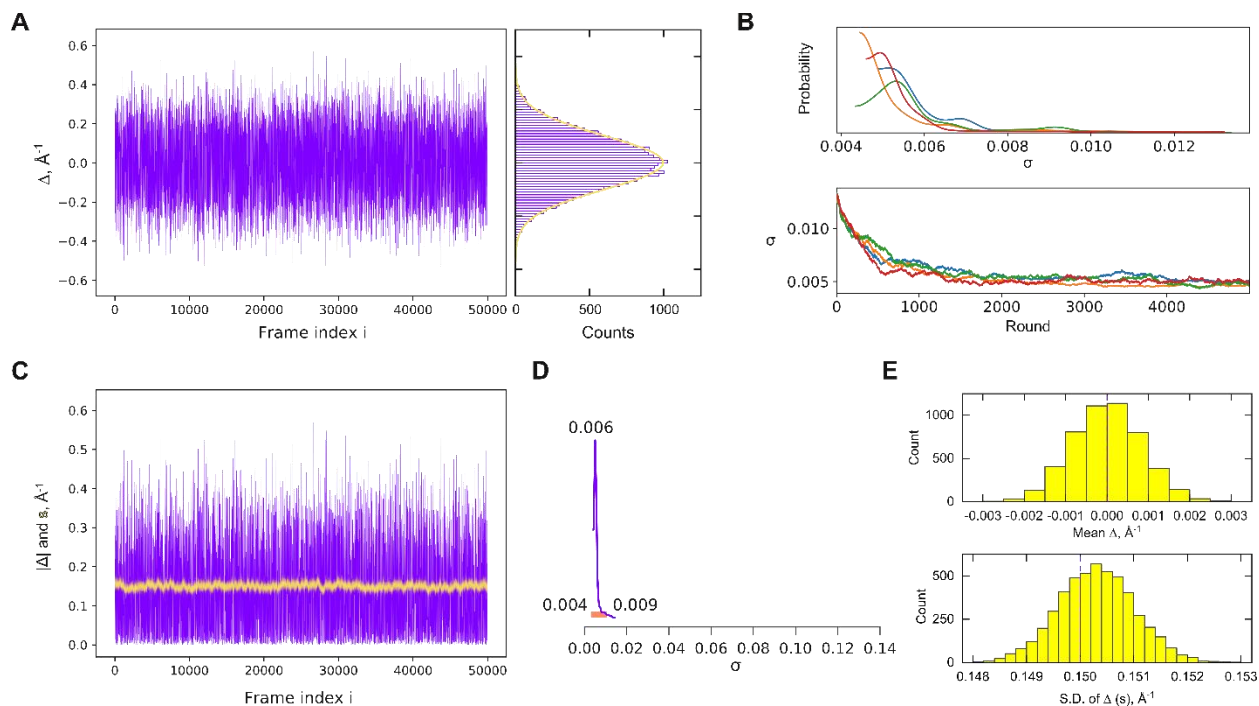 A
0.6
0.4
0.2
0.0
−0.2
−0.4
−0.6
Δ, Å⁻¹
0 10000 20000 30000 40000 50000
Frame index i
0 500 1000
Counts
B
Probability
0.004 0.006 0.008 0.010 0.012
σ
0.010
0.005
σ
0 1000 2000 3000 4000
Round
C
0.6
0.5
0.4
0.3
0.2
0.1
0.0
|Δ| and s, Å⁻¹
0 10000 20000 30000 40000 50000
Frame index i
D
0.006
0.004 0.009
0.00 0.02 0.04 0.06 0.08 0.10 0.12 0.14
σ
E
1000
500
0
Count
-0.003 -0.002 -0.001 0.000 0.001 0.002 0.003
Mean Δ, Å⁻¹
500
250
0
Count
0.148 0.149 0.150 0.151 0.152 0.153
S.D. of Δ (s), Å⁻¹